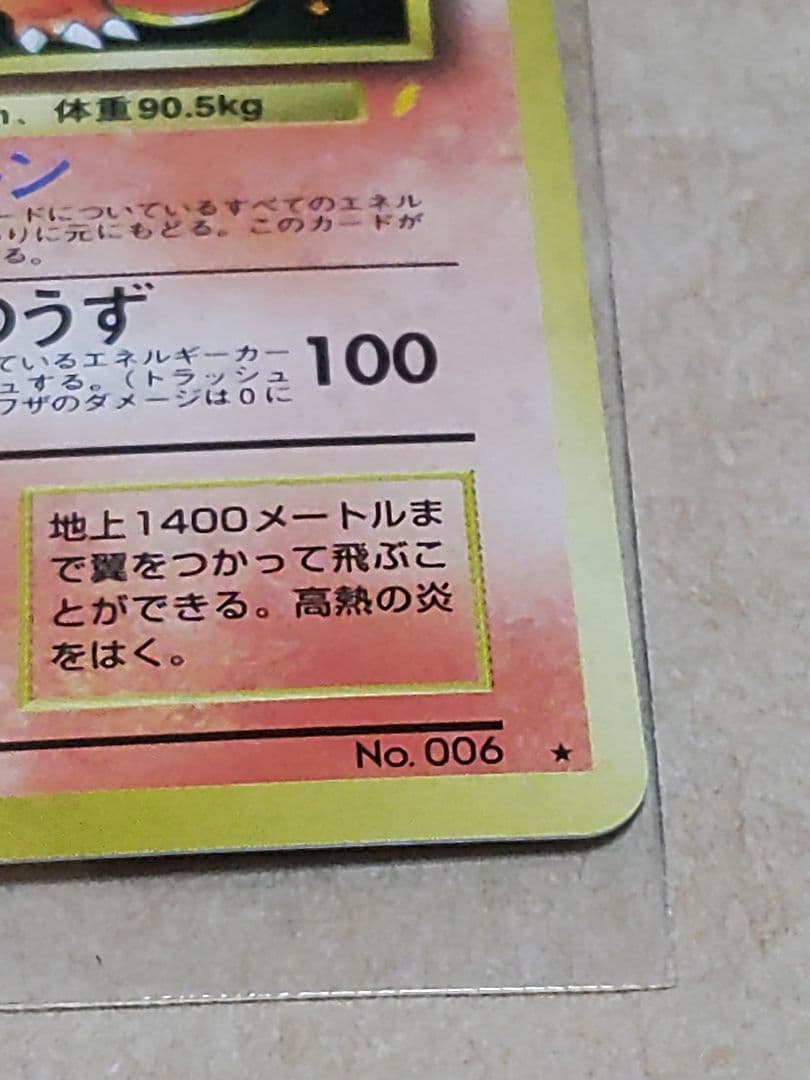 、体重90.5kg
ン
ードについているすべてのエネル
りに元にもどる。このカードが
る。
のうず
ているエネルギーカー
ュする。（トラッシュ
ワザのダメージは0に
100
地上1400メートルま
で翼をつかって飛ぶこ
とができる。高熱の炎
をはく。
No. 006 ★